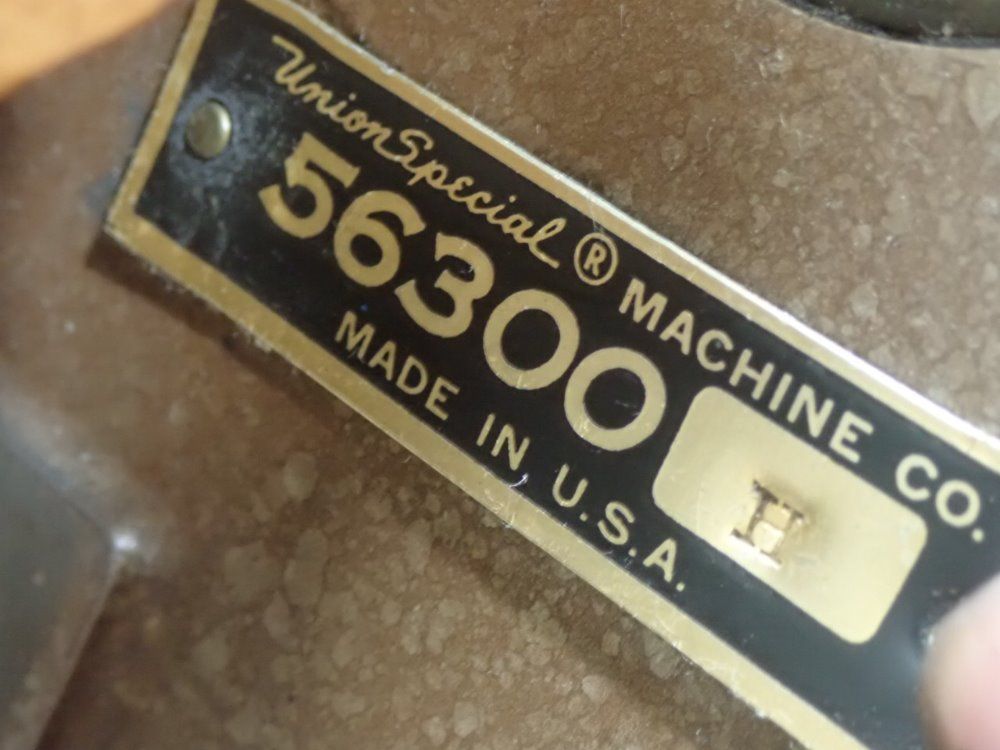 UnionSpecial ® MACHINE CO.
56300 H
MADE IN U.S.A.